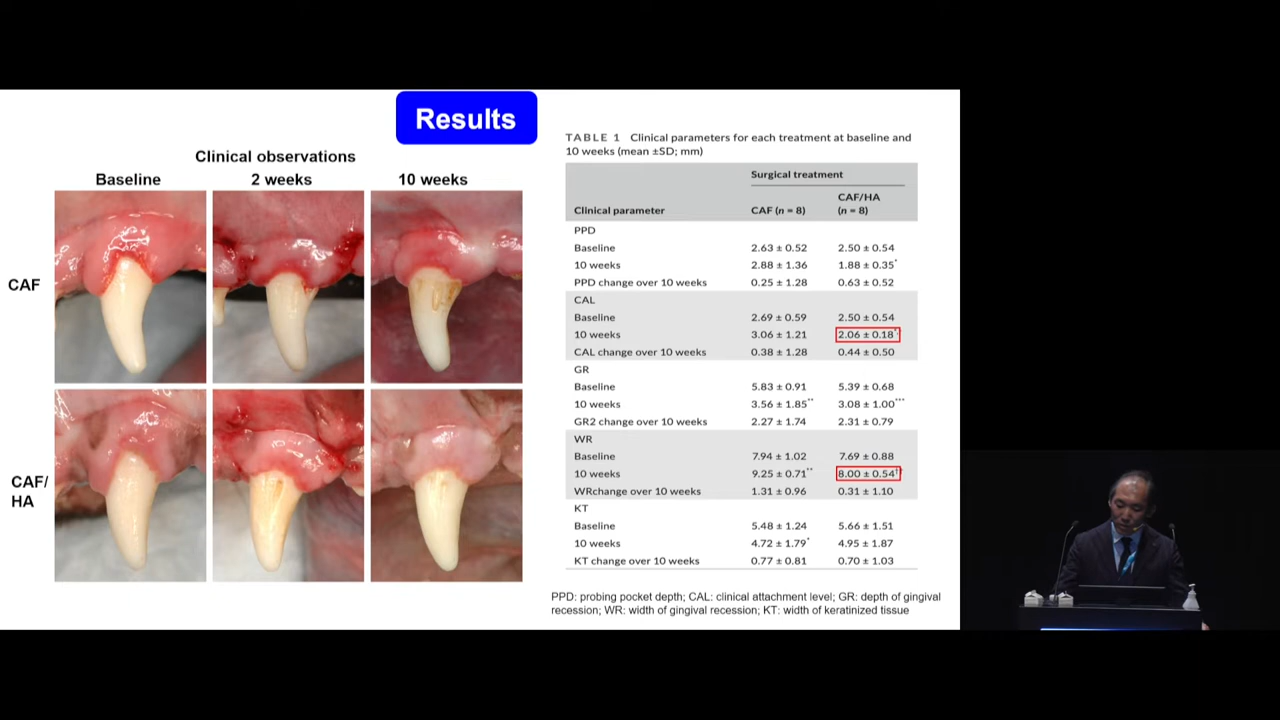 Results
Clinical observations
Baseline 2 weeks 10 weeks
CAF
CAF/
HA
TABLE 1 Clinical parameters for each treatment at baseline and
10 weeks (mean ±SD; mm)
Surgical treatment
Clinical parameter CAF (n = 8) CAF/HA (n = 8)
PPD
Baseline 2.63 ± 0.52 2.50 ± 0.54
10 weeks 2.88 ± 1.36 1.88 ± 0.35*
PPD change over 10 weeks 0.25 ± 1.28 0.63 ± 0.52
CAL
Baseline 2.69 ± 0.59 2.50 ± 0.54
10 weeks 3.06 ± 1.21 2.06 ± 0.18
CAL change over 10 weeks 0.38 ± 1.28 0.44 ± 0.50
GR
Baseline 5.83 ± 0.91 5.39 ± 0.68
10 weeks 3.56 ± 1.85** 3.08 ± 1.00***
GR2 change over 10 weeks 2.27 ± 1.74 2.31 ± 0.79
WR
Baseline 7.94 ± 1.02 7.69 ± 0.88
10 weeks 9.25 ± 0.71** 8.00 ± 0.54††
WRchange over 10 weeks 1.31 ± 0.96 0.31 ± 1.10
KT
Baseline 5.48 ± 1.24 5.66 ± 1.51
10 weeks 4.72 ± 1.79* 4.95 ± 1.87
KT change over 10 weeks 0.77 ± 0.81 0.70 ± 1.03
PPD: probing pocket depth; CAL: clinical attachment level; GR: depth of gingival
recession; WR: width of gingival recession; KT: width of keratinized tissue